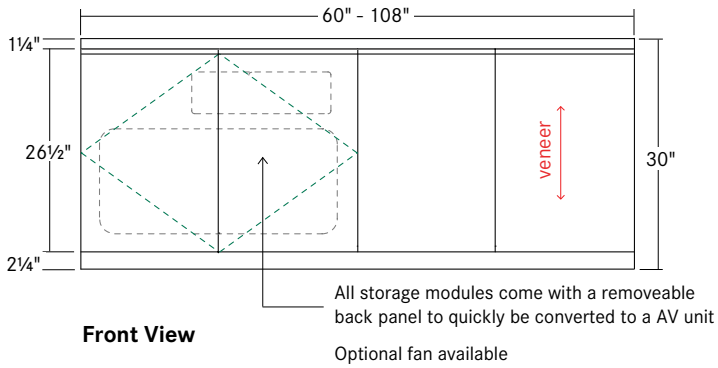 60" - 108"
1¼"
26½"
veneer
30"
2¼"
All storage modules come with a removeable
back panel to quickly be converted to a AV unit
Front View
Optional fan available